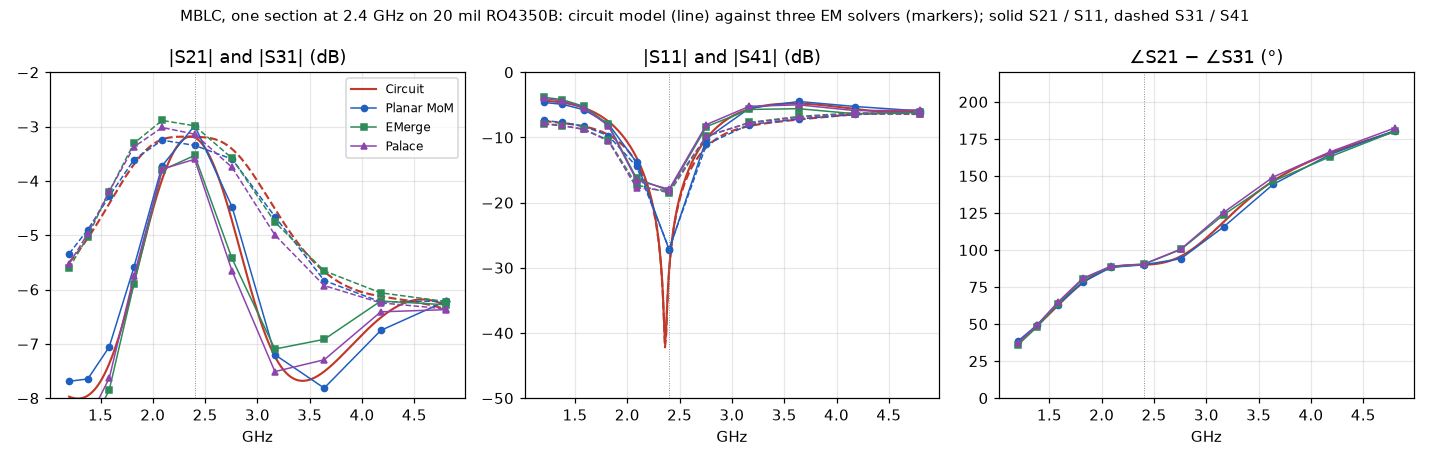 MBLC, one section at 2.4 GHz on 20 mil RO4350B: circuit model (line) against three EM solvers (markers); solid S21 / S11, dashed S31 / S41
|S21| and |S31| (dB)
−2
−3
−4
−5
−6
−7
−8
1.5 2.0 2.5 3.0 3.5 4.0 4.5
GHz
Circuit
Planar MoM
EMerge
Palace
|S11| and |S41| (dB)
0
−10
−20
−30
−40
−50
1.5 2.0 2.5 3.0 3.5 4.0 4.5
GHz
∠S21 − ∠S31 (°)
200
175
150
125
100
75
50
25
0
1.5 2.0 2.5 3.0 3.5 4.0 4.5
GHz